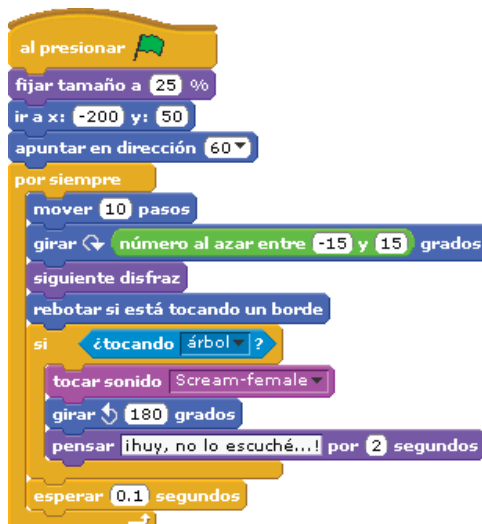 al presionar
fijar tamaño a 25 %
ir a x: -200 y: 50
apuntar en dirección 60
por siempre
mover 10 pasos
girar número al azar entre -15 y 15 grados
siguiente disfraz
rebotar si está tocando un borde
si ¿tocando árbol ?
tocar sonido Scream-female
girar 180 grados
pensar ¡huy, no lo escuché...! por 2 segundos
esperar 0.1 segundos